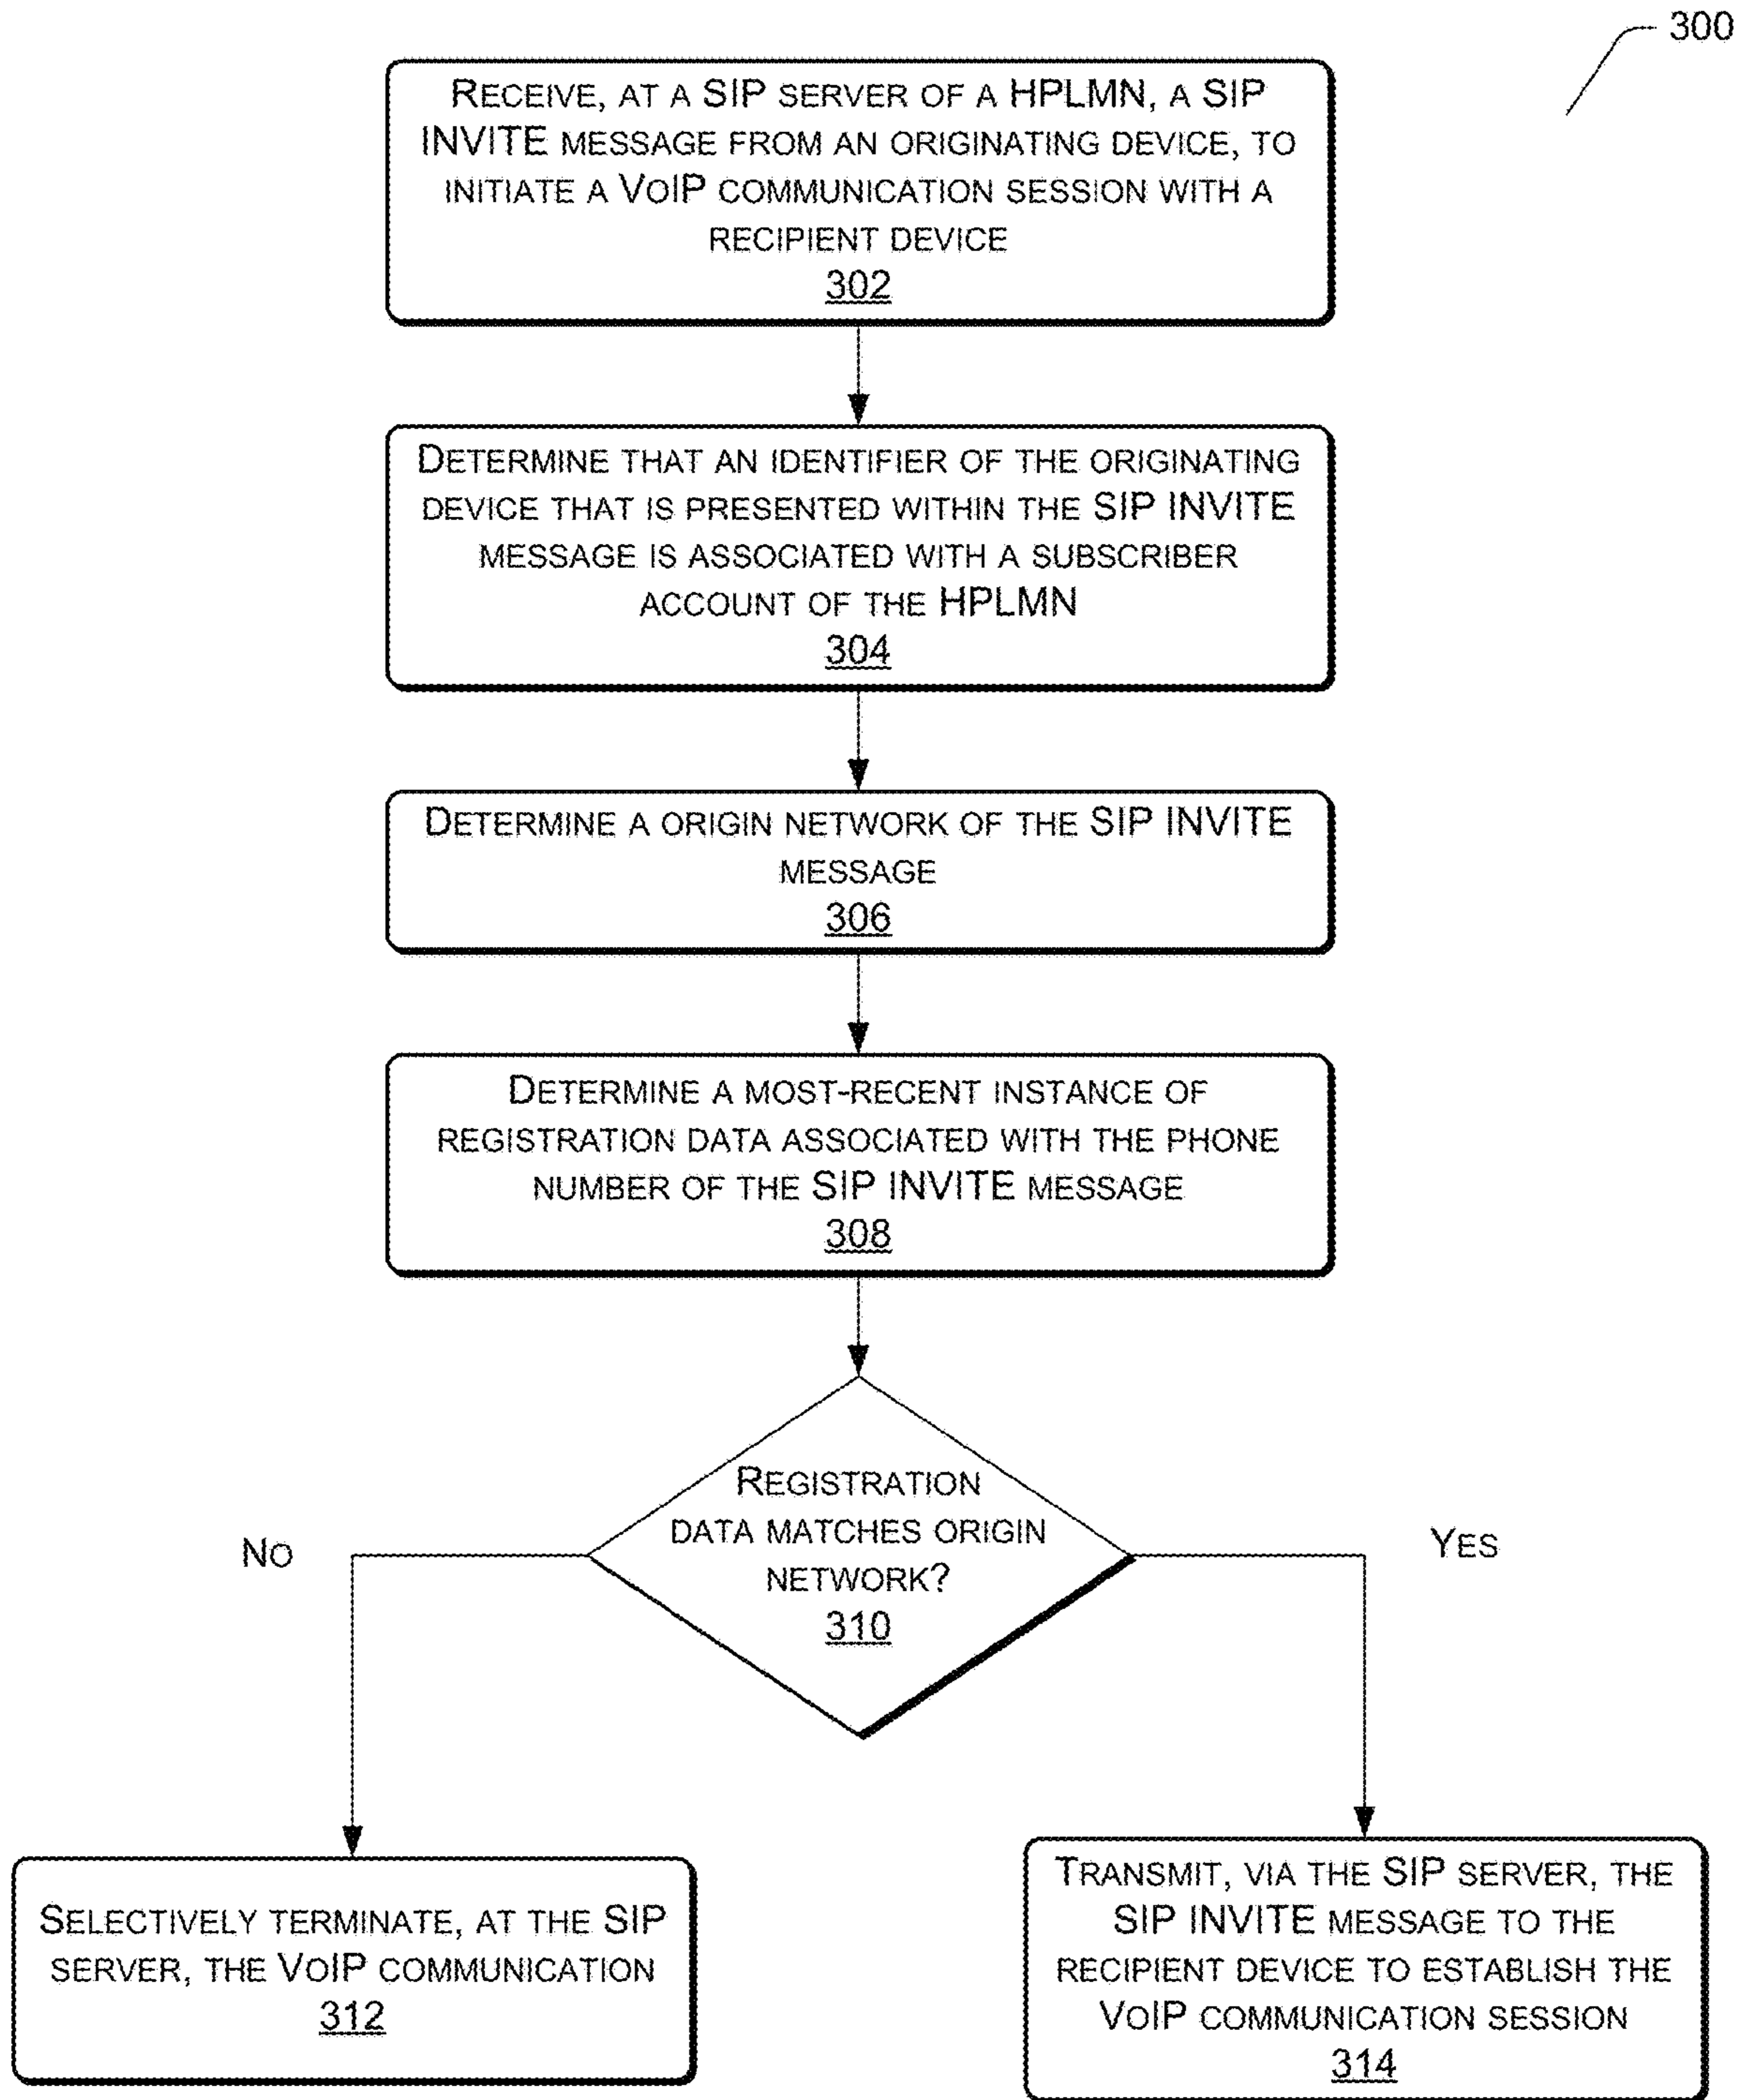 300
RECEIVE, AT A SIP SERVER OF A HPLMN, A SIP
INVITE MESSAGE FROM AN ORIGINATING DEVICE, TO
INITIATE A VOIP COMMUNICATION SESSION WITH A
RECIPIENT DEVICE
302
DETERMINE THAT AN IDENTIFIER OF THE ORIGINATING
DEVICE THAT IS PRESENTED WITHIN THE SIP INVITE
MESSAGE IS ASSOCIATED WITH A SUBSCRIBER
ACCOUNT OF THE HPLMN
304
DETERMINE A ORIGIN NETWORK OF THE SIP INVITE
MESSAGE
306
DETERMINE A MOST-RECENT INSTANCE OF
REGISTRATION DATA ASSOCIATED WITH THE PHONE
NUMBER OF THE SIP INVITE MESSAGE
308
REGISTRATION
DATA MATCHES ORIGIN
NETWORK?
310
NO
YES
SELECTIVELY TERMINATE, AT THE SIP
SERVER, THE VOIP COMMUNICATION
312
TRANSMIT, VIA THE SIP SERVER, THE
SIP INVITE MESSAGE TO THE
RECIPIENT DEVICE TO ESTABLISH THE
VOIP COMMUNICATION SESSION
314